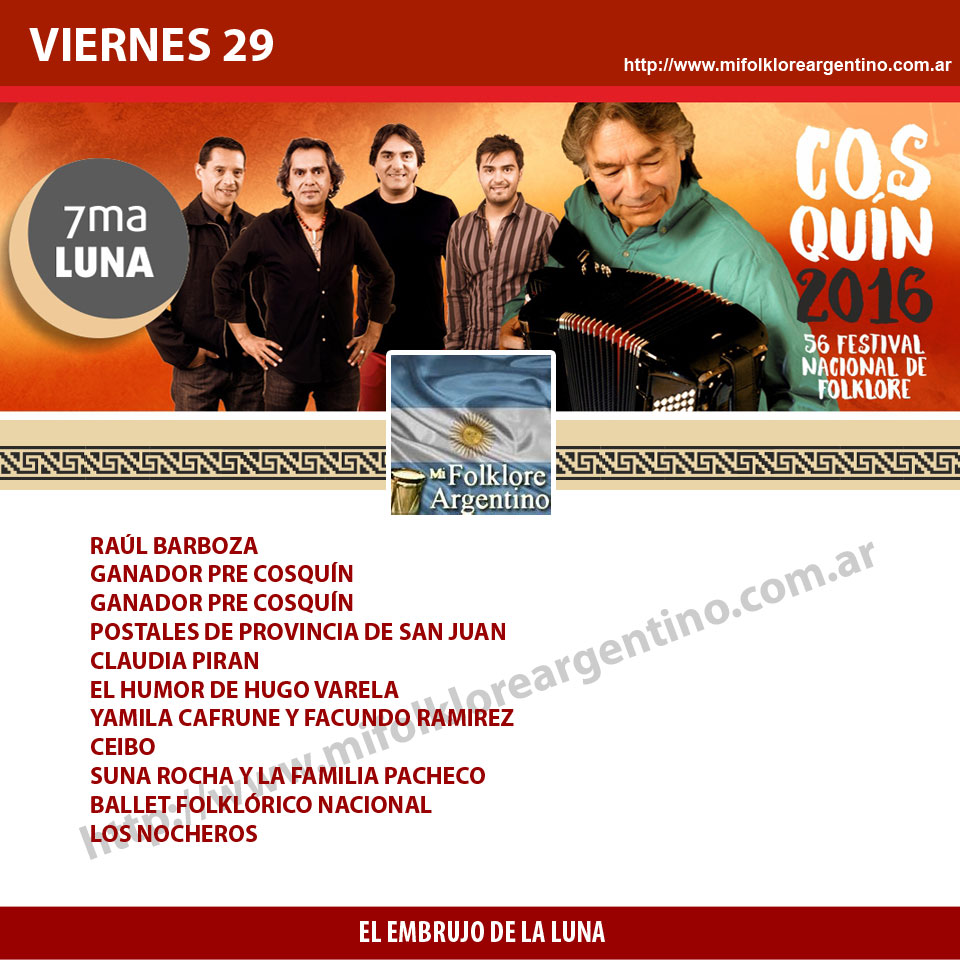 VIERNES 29
http://www.mifolkloreargentino.com.ar
7ma
LUNA
COS
QUÍN
2016
56 FESTIVAL
NACIONAL DE
FOLKLORE
Mi Folklore
Argentino
RAÚL BARBOZA
GANADOR PRE COSQUÍN
GANADOR PRE COSQUÍN
POSTALES DE PROVINCIA DE SAN JUAN
CLAUDIA PIRAN
EL HUMOR DE HUGO VARELA
YAMILA CAFRUNE Y FACUNDO RAMIREZ
CEIBO
SUNA ROCHA Y LA FAMILIA PACHECO
BALLET FOLKLÓRICO NACIONAL
LOS NOCHEROS
http://www.mifolkloreargentino.com.ar
EL EMBRUJO DE LA LUNA